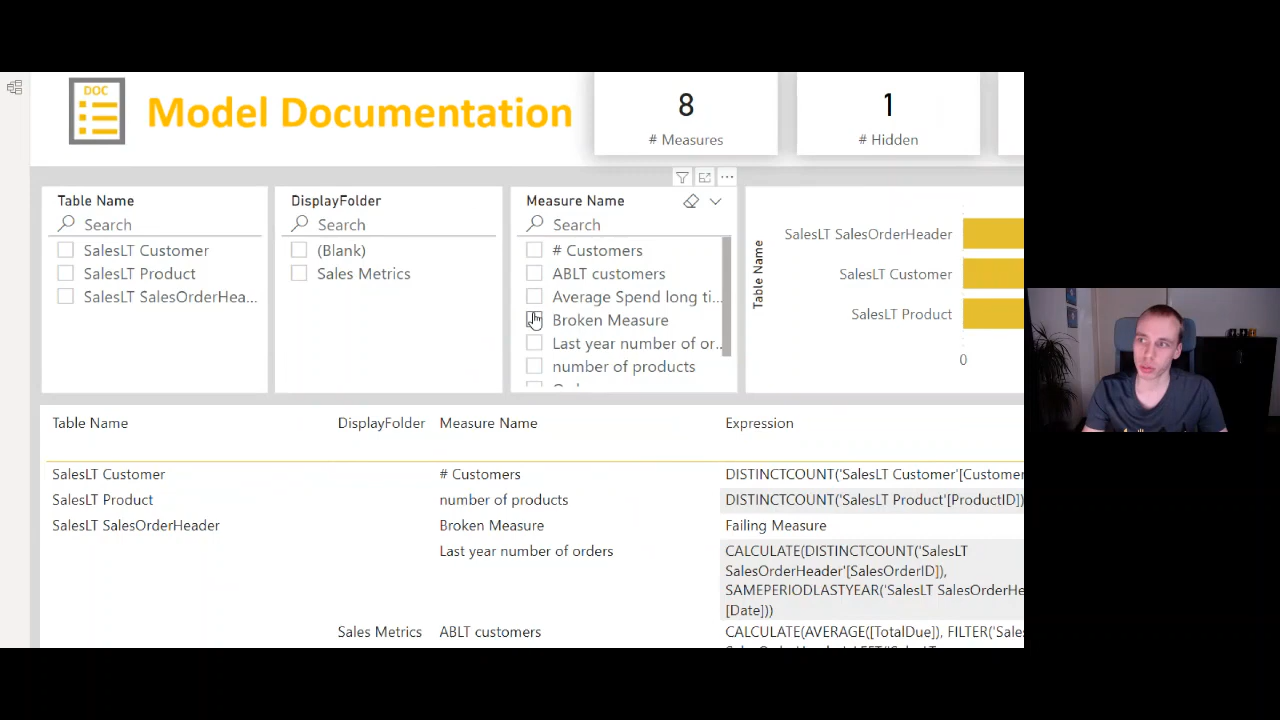 DOC
Model Documentation
8
# Measures
1
# Hidden
Table Name
Search
SalesLT Customer
SalesLT Product
SalesLT SalesOrderHea...
DisplayFolder
Search
(Blank)
Sales Metrics
Measure Name
Search
# Customers
ABLT customers
Average Spend long ti...
Broken Measure
Last year number of or...
number of products
Table Name
SalesLT SalesOrderHeader
SalesLT Customer
SalesLT Product
0
Table Name DisplayFolder Measure Name Expression
SalesLT Customer # Customers DISTINCTCOUNT('SalesLT Customer'[Customer
SalesLT Product number of products DISTINCTCOUNT('SalesLT Product'[ProductID])
SalesLT SalesOrderHeader Broken Measure Failing Measure
Last year number of orders CALCULATE(DISTINCTCOUNT('SalesLT
SalesOrderHeader'[SalesOrderID]),
SAMEPERIODLASTYEAR('SalesLT SalesOrderHe
[Date]))
Sales Metrics ABLT customers CALCULATE(AVERAGE([TotalDue]), FILTER('Sales